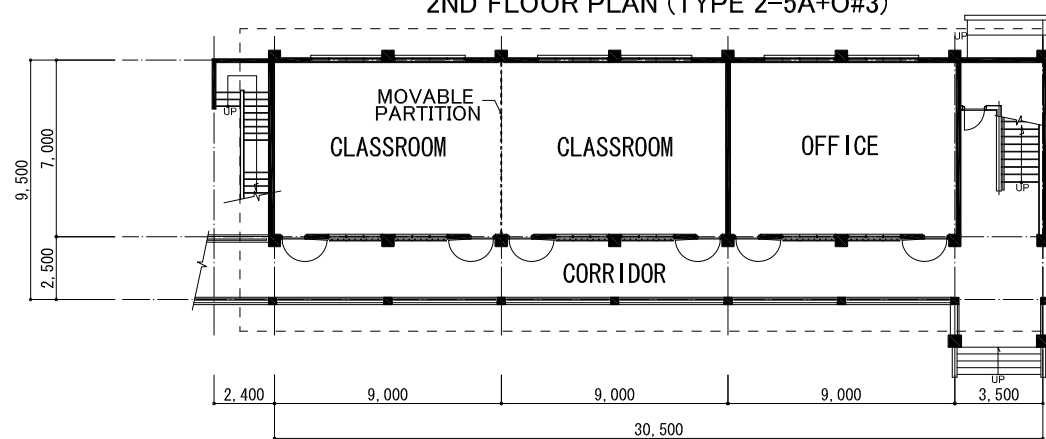 2ND FLOOR PLAN (TYPE 2-5A+O#3)
UP
MOVABLE
PARTITION
UP
CLASSROOM
CLASSROOM
OFFICE
7,000
9,500
UP
2,500
CORRIDOR
UP
2,400
9,000
9,000
9,000
3,500
30,500